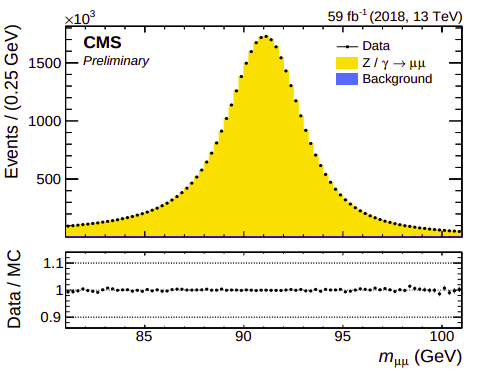 ×10³
59 fb⁻¹ (2018, 13 TeV)
CMS
Preliminary
Data
Z / γ → μμ
Background
Events / (0.25 GeV)
1500
1000
500
Data / MC
1.1
1
0.9
85
90
95
100
mμμ (GeV)